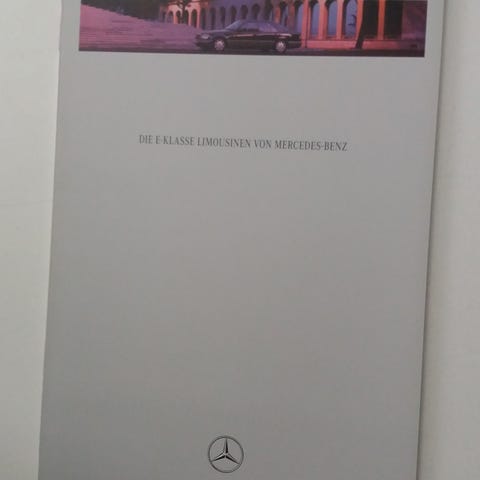 DIE E-KLASSE LIMOUSINEN VON MERCEDES-BENZ